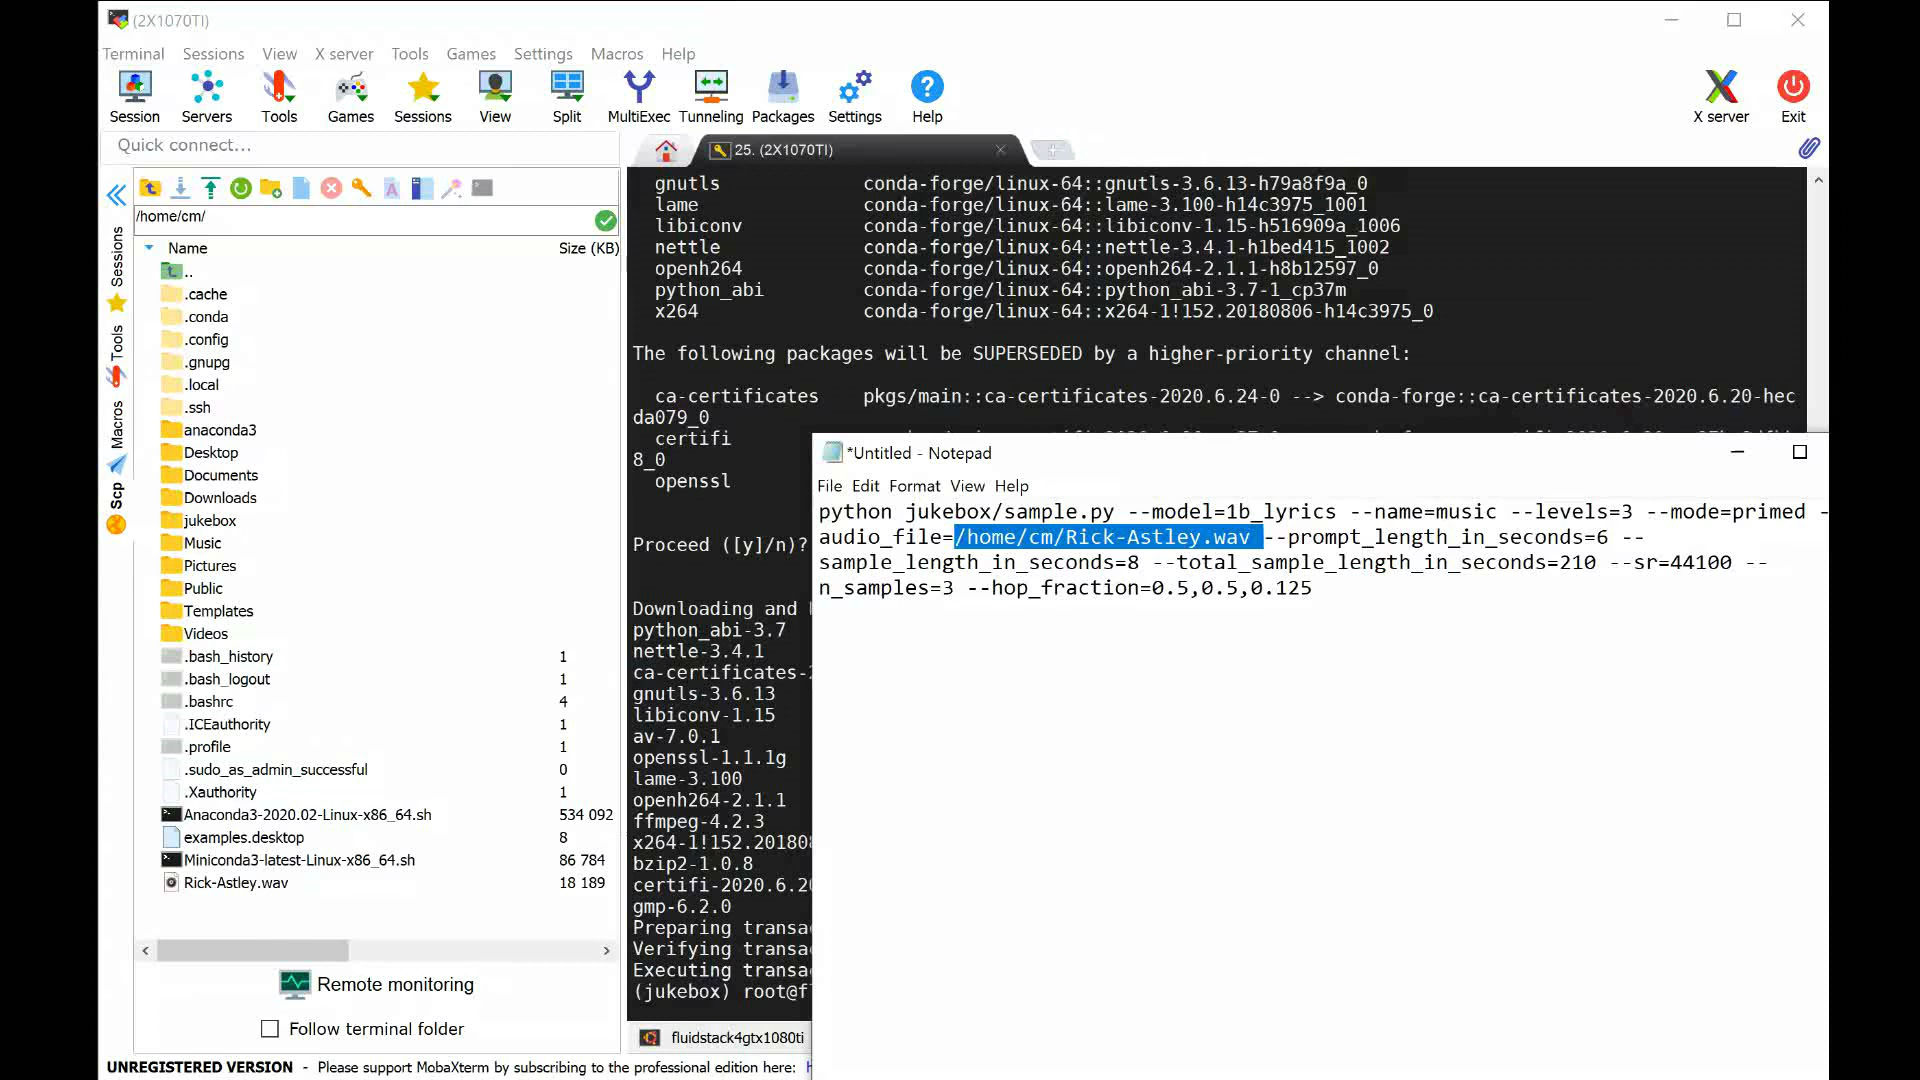 (2X1070TI)
Terminal Sessions View X server Tools Games Settings Macros Help
Session Servers Tools Games Sessions View Split MultiExec Tunneling Packages Settings Help X server Exit
Quick connect...
25. (2X1070TI)
/home/cm/
Name Size (KB)
..
.cache
.conda
.config
.gnupg
.local
.ssh
anaconda3
Desktop
Documents
Downloads
jukebox
Music
Pictures
Public
Templates
Videos
.bash_history 1
.bash_logout 1
.bashrc 4
.ICEauthority 1
.profile 1
.sudo_as_admin_successful 0
.Xauthority 1
Anaconda3-2020.02-Linux-x86_64.sh 534 092
examples.desktop 8
Miniconda3-latest-Linux-x86_64.sh 86 784
Rick-Astley.wav 18 189
Sessions
Tools
Macros
Scp
Remote monitoring
Follow terminal folder
gnutls conda-forge/linux-64::gnutls-3.6.13-h79a8f9a_0
lame conda-forge/linux-64::lame-3.100-h14c3975_1001
libiconv conda-forge/linux-64::libiconv-1.15-h516909a_1006
nettle conda-forge/linux-64::nettle-3.4.1-h1bed415_1002
openh264 conda-forge/linux-64::openh264-2.1.1-h8b12597_0
python_abi conda-forge/linux-64::python_abi-3.7-1_cp37m
x264 conda-forge/linux-64::x264-1!152.20180806-h14c3975_0
The following packages will be SUPERSEDED by a higher-priority channel:
ca-certificates pkgs/main::ca-certificates-2020.6.24-0 --> conda-forge::ca-certificates-2020.6.20-hec
da079_0
certifi
8_0
openssl
Proceed ([y]/n)?
Downloading and
python_abi-3.7
nettle-3.4.1
ca-certificates-
gnutls-3.6.13
libiconv-1.15
av-7.0.1
openssl-1.1.1g
lame-3.100
openh264-2.1.1
ffmpeg-4.2.3
x264-1!152.20180
bzip2-1.0.8
certifi-2020.6.20
gmp-6.2.0
Preparing transa
Verifying transa
Executing transa
(jukebox) root@f
fluidstack4gtx1080ti
*Untitled - Notepad
File Edit Format View Help
python jukebox/sample.py --model=1b_lyrics --name=music --levels=3 --mode=primed -
audio_file=/home/cm/Rick-Astley.wav --prompt_length_in_seconds=6 --
sample_length_in_seconds=8 --total_sample_length_in_seconds=210 --sr=44100 --
n_samples=3 --hop_fraction=0.5,0.5,0.125
UNREGISTERED VERSION - Please support MobaXterm by subscribing to the professional edition here: